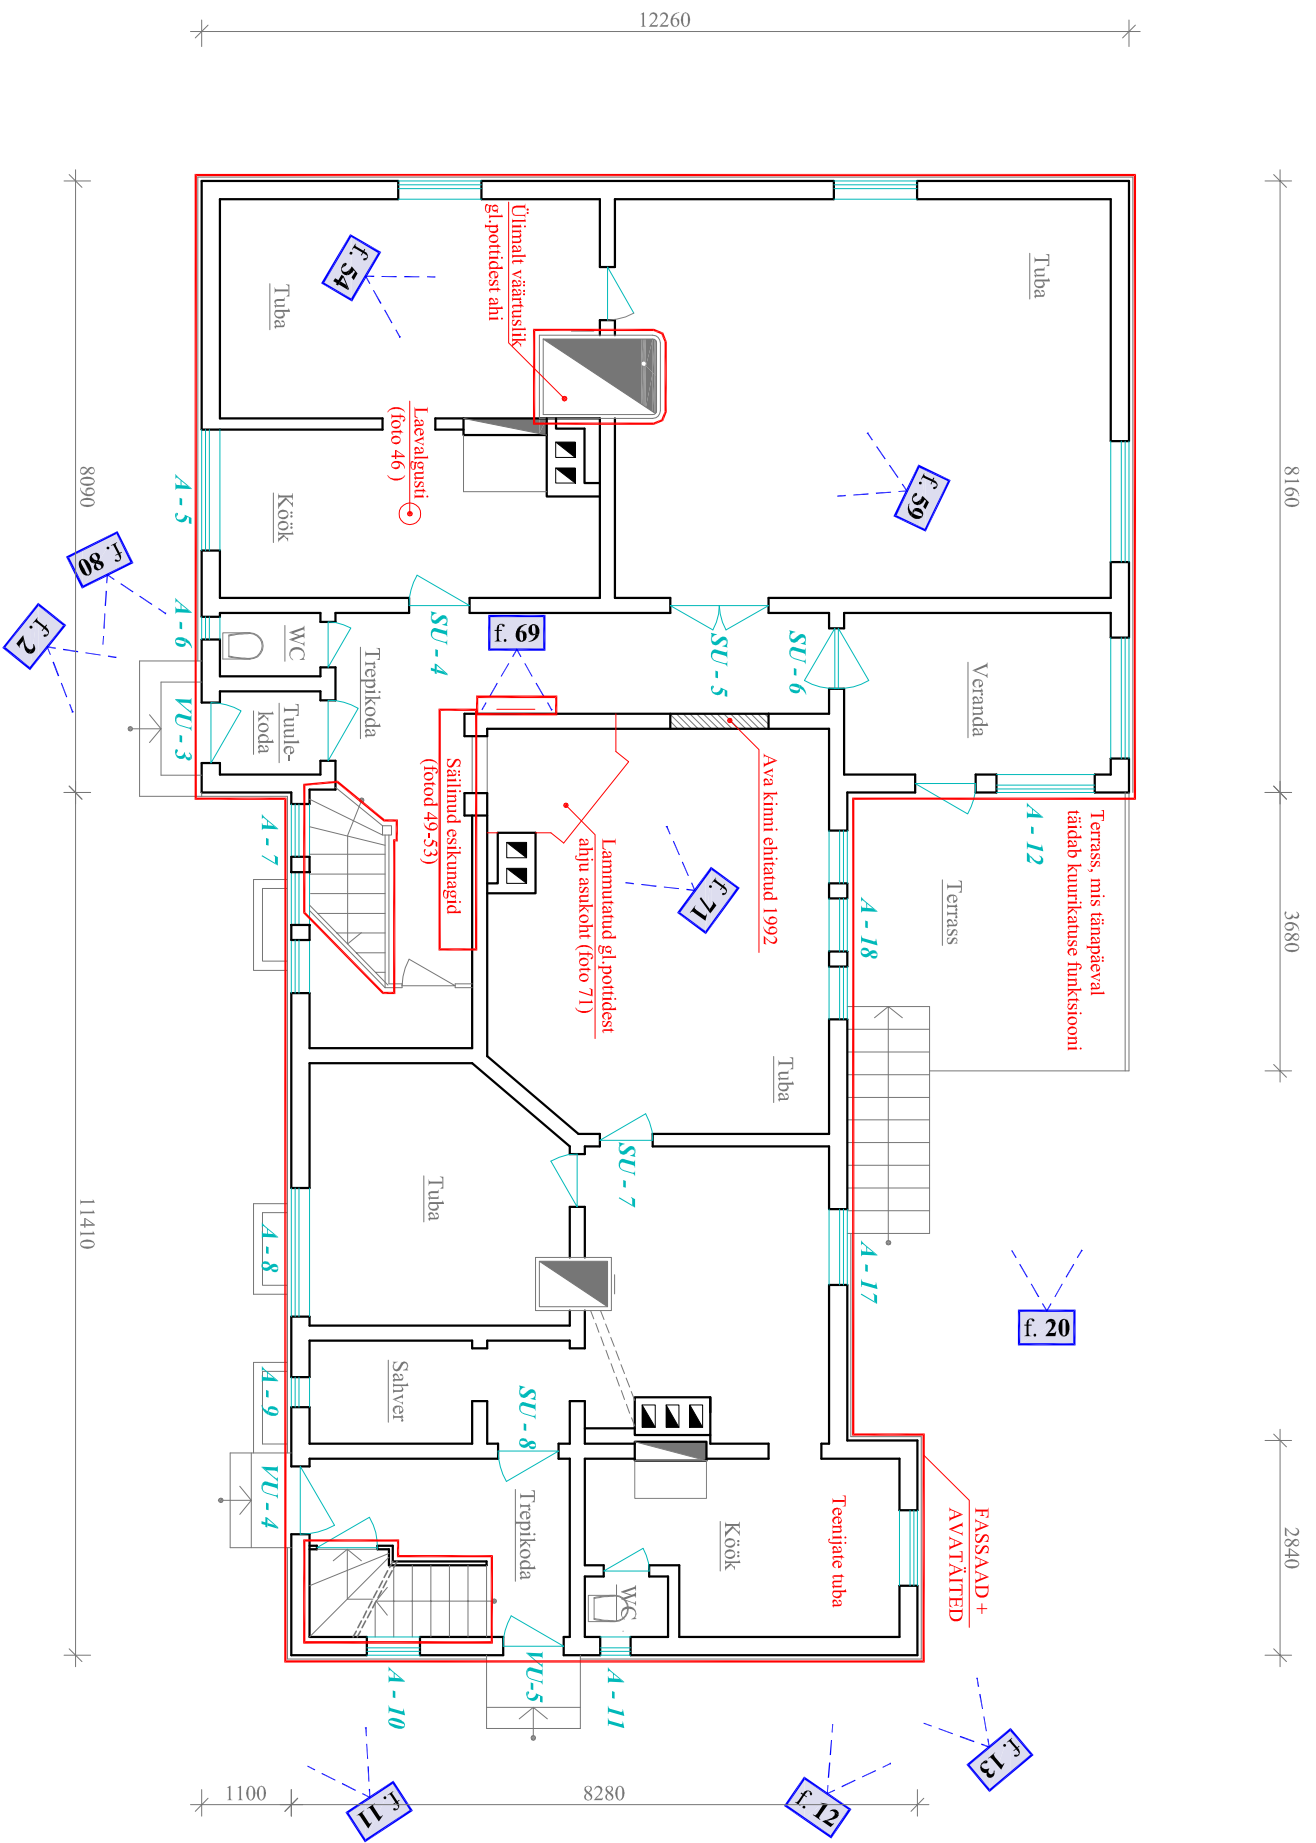 12260
8090
11410
8160
3680
2840
1100
8280
Tuba
Tuba
Ülimalt väärtuslik
gl.pottidest ahi
f. 54
f. 59
Laevalgusti
(foto 46 )
Köök
A - 5
f. 80
f. 2
A - 6
WC
Trepikoda
SU - 4
f. 69
SU - 5
SU - 6
Veranda
Tuule-
koda
VU - 3
Säilinud esikunagid
(fotod 49-53)
Ava kinni ehitatud 1992
Lammutatud gl.pottidest
ahju asukoht (foto 71)
f. 71
A - 7
A - 18
A - 12
Terrass
Terrass, mis tänapäeval
täidab kuurikatuse funktsiooni
Tuba
SU - 7
Tuba
A - 8
A - 17
f. 20
Sahver
A - 9
SU - 8
VU - 4
Trepikoda
Köök
Teenijate tuba
FASSAAD +
AVATÄITED
WC
A - 10
VU-5
A - 11
f. 11
f. 12
f. 13